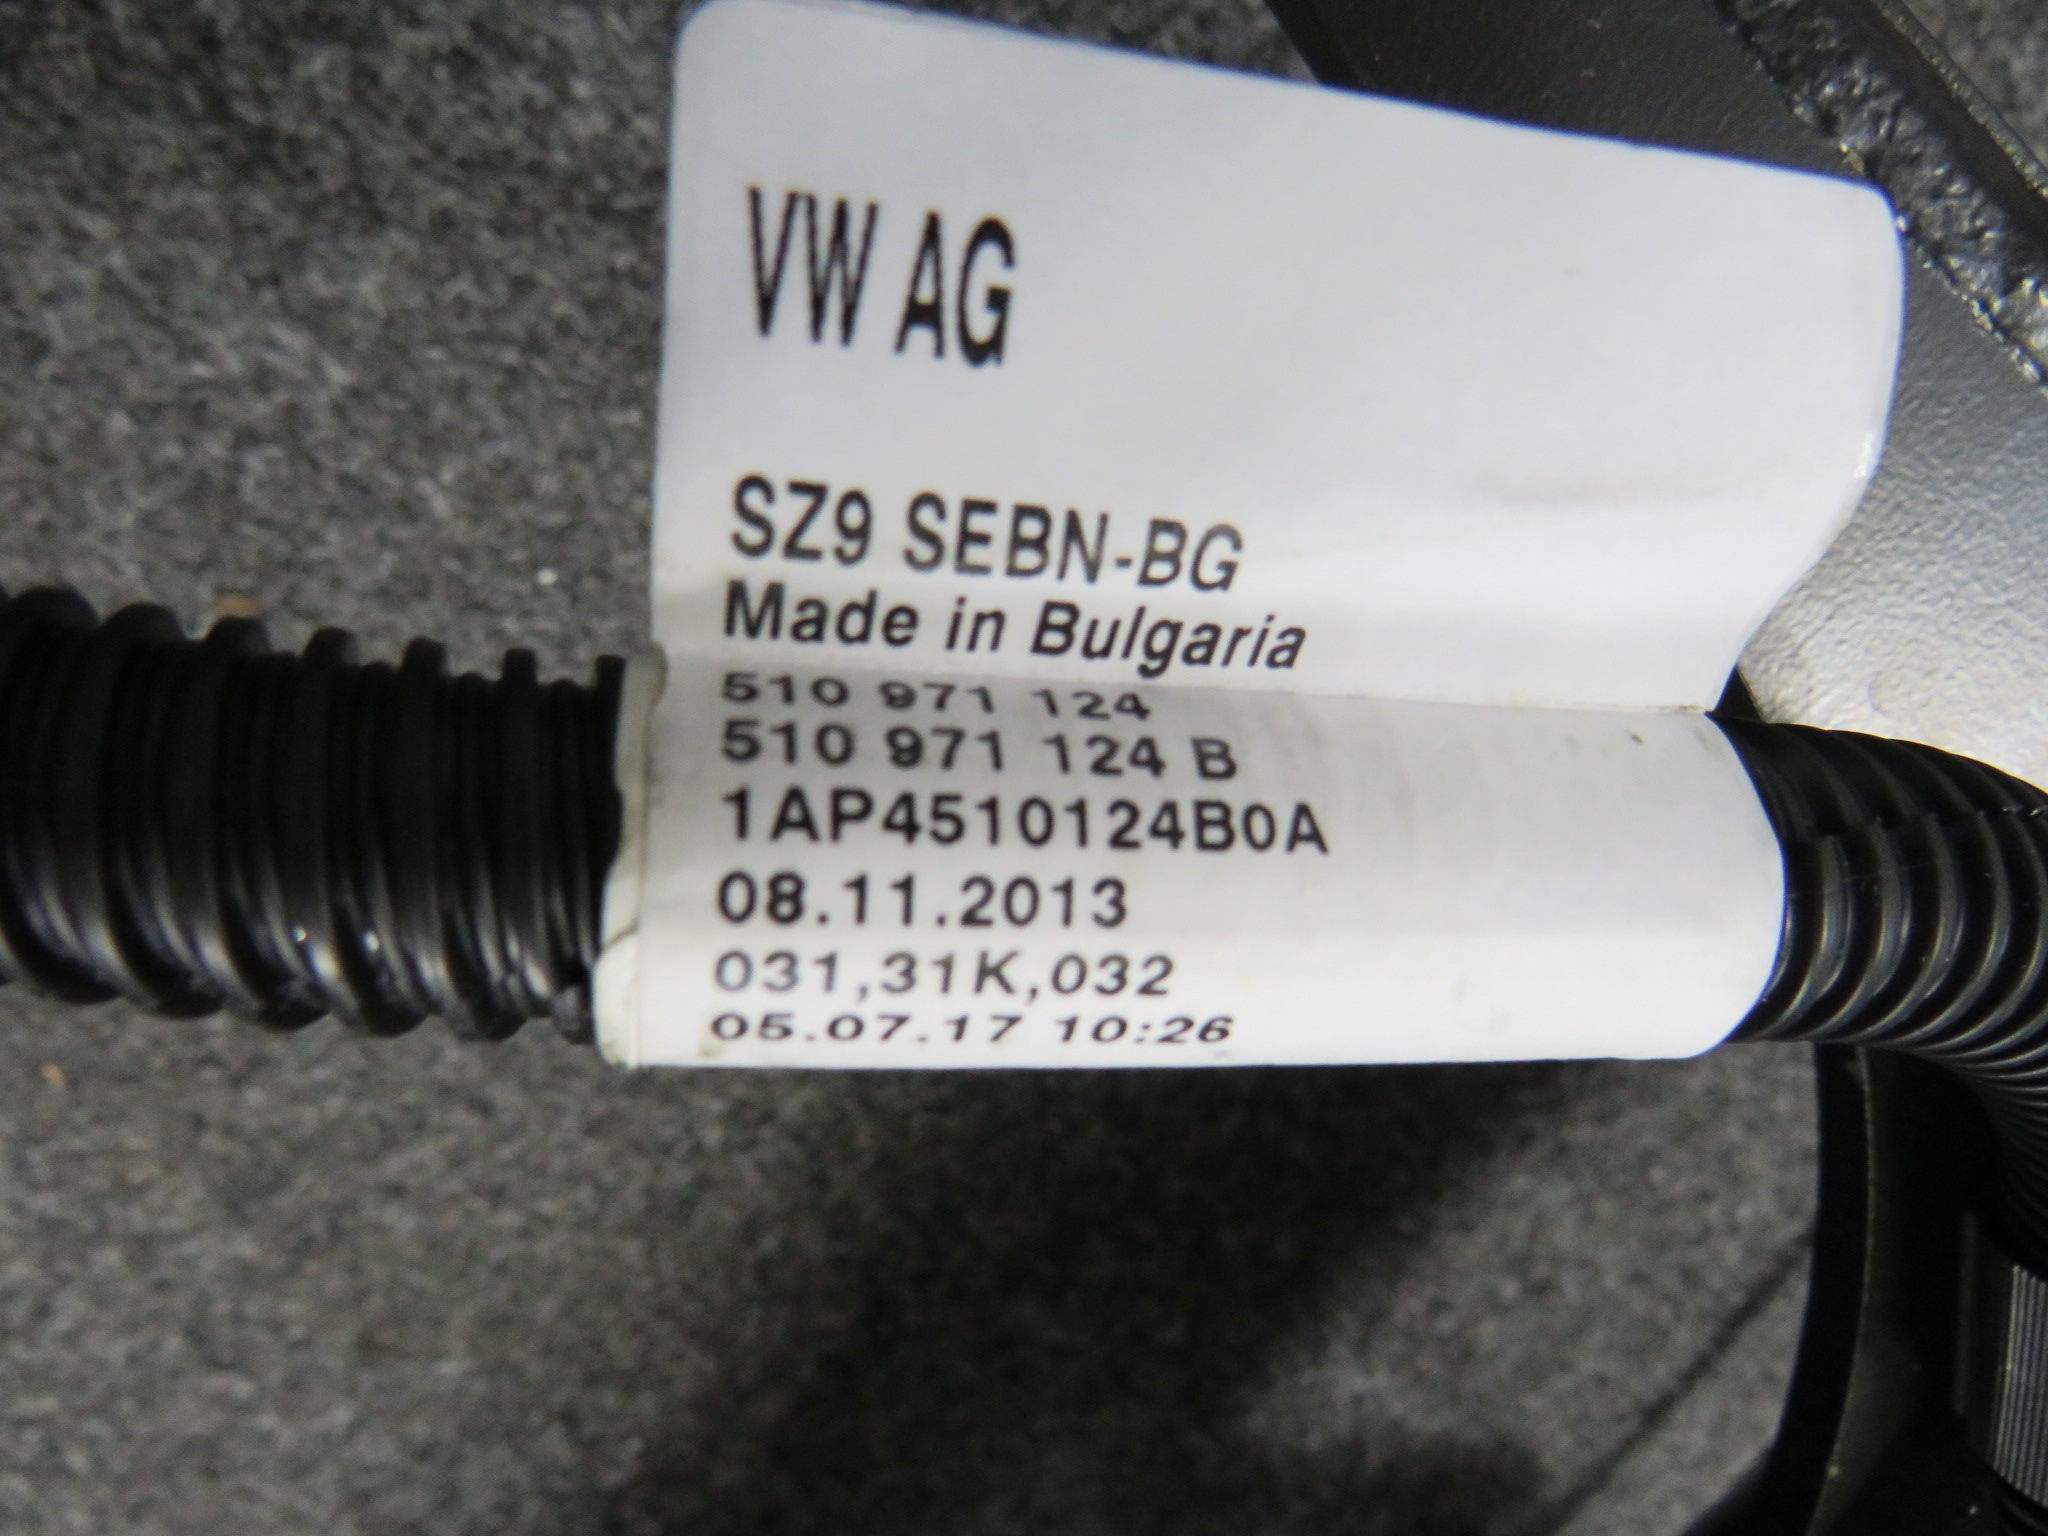 VW AG
SZ9 SEBN-BG
Made in Bulgaria
510 971 124
510 971 124 B
1AP4510124B0A
08.11.2013
031,31K,032
05.07.17 10:26